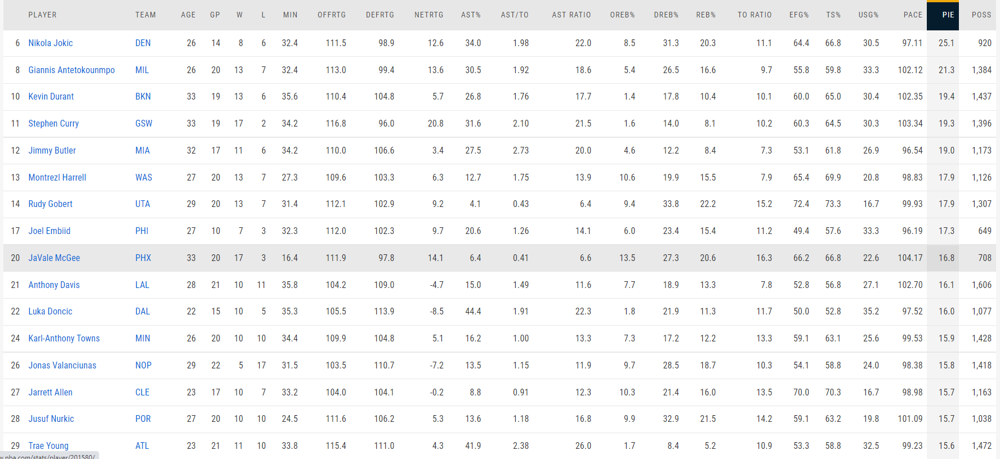 PLAYER TEAM AGE GP W L MIN OFFRTG DEFRTG NETRTG AST% AST/TO AST RATIO OREB% DREB% REB% TO RATIO EFG% TS% USG% PACE PIE POSS
6 Nikola Jokic DEN 26 14 8 6 32.4 111.5 98.9 12.6 34.0 1.98 22.0 8.5 31.3 20.3 11.1 64.4 66.8 30.5 97.11 25.1 920
8 Giannis Antetokounmpo MIL 26 20 13 7 32.4 113.0 99.4 13.6 30.5 1.92 18.6 5.4 26.5 16.6 9.7 55.8 59.8 33.3 102.12 21.3 1,384
10 Kevin Durant BKN 33 19 13 6 35.6 110.4 104.8 5.7 26.8 1.76 17.7 1.4 17.8 10.4 10.1 60.0 65.0 30.4 102.35 19.4 1,437
11 Stephen Curry GSW 33 19 17 2 34.2 116.8 96.0 20.8 31.6 2.10 21.5 1.6 14.0 8.1 10.2 60.3 64.5 30.3 103.34 19.3 1,396
12 Jimmy Butler MIA 32 17 11 6 34.2 110.0 106.6 3.4 27.5 2.73 20.0 4.6 12.2 8.4 7.3 53.1 61.8 26.9 96.54 19.0 1,173
13 Montrezl Harrell WAS 27 20 13 7 27.3 109.6 103.3 6.3 12.7 1.75 13.9 10.6 19.9 15.5 7.9 65.4 69.9 20.8 98.83 17.9 1,126
14 Rudy Gobert UTA 29 20 13 7 31.4 112.1 102.9 9.2 4.1 0.43 6.4 9.4 33.8 22.2 15.2 72.4 73.3 16.7 99.93 17.9 1,307
17 Joel Embiid PHI 27 10 7 3 32.3 112.0 102.3 9.7 20.6 1.26 14.1 6.0 23.4 15.4 11.2 49.4 57.6 33.3 96.19 17.3 649
20 JaVale McGee PHX 33 20 17 3 16.4 111.9 97.8 14.1 6.4 0.41 6.6 13.5 27.3 20.6 16.3 66.2 66.8 22.6 104.17 16.8 708
21 Anthony Davis LAL 28 21 10 11 35.8 104.2 109.0 -4.7 15.0 1.49 11.6 7.7 18.9 13.3 7.8 52.8 56.8 27.1 102.70 16.1 1,606
22 Luka Doncic DAL 22 15 10 5 35.3 105.5 113.9 -8.5 44.4 1.91 22.3 1.8 21.9 11.3 11.7 50.0 52.8 35.2 97.52 16.0 1,077
24 Karl-Anthony Towns MIN 26 20 10 10 34.4 109.9 104.8 5.1 16.2 1.00 13.3 7.3 17.2 12.2 13.3 59.1 63.1 25.6 99.53 15.9 1,428
26 Jonas Valanciunas NOP 29 22 5 17 31.5 103.5 110.7 -7.2 13.5 1.15 11.9 9.7 28.5 18.7 10.3 54.1 58.8 24.0 98.38 15.8 1,418
27 Jarrett Allen CLE 23 17 10 7 33.2 104.0 104.1 -0.2 8.8 0.91 12.3 10.3 21.4 16.0 13.5 70.0 70.3 16.7 98.98 15.7 1,163
28 Jusuf Nurkic POR 27 20 10 10 24.5 111.6 106.2 5.3 13.6 1.18 16.8 9.9 32.9 21.5 14.2 59.1 63.2 19.8 101.09 15.7 1,038
29 Trae Young ATL 23 21 11 10 33.8 115.4 111.0 4.3 41.9 2.38 26.0 1.7 8.4 5.2 10.9 53.3 58.8 32.5 99.23 15.6 1,472
w.nba.com/stats/player/201580/